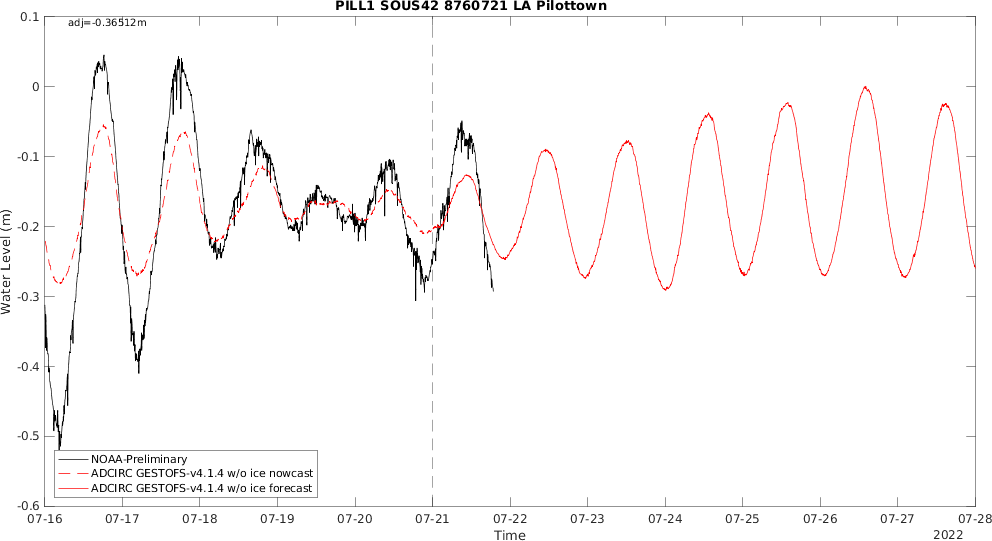 PILL1 SOUS42 8760721 LA Pilottown
adj=-0.36512m
0.1
0
-0.1
-0.2
-0.3
-0.4
-0.5
-0.6
Water Level (m)
NOAA-Preliminary
ADCIRC GESTOFS-v4.1.4 w/o ice nowcast
ADCIRC GESTOFS-v4.1.4 w/o ice forecast
07-16 07-17 07-18 07-19 07-20 07-21 07-22 07-23 07-24 07-25 07-26 07-27 07-28
Time
2022